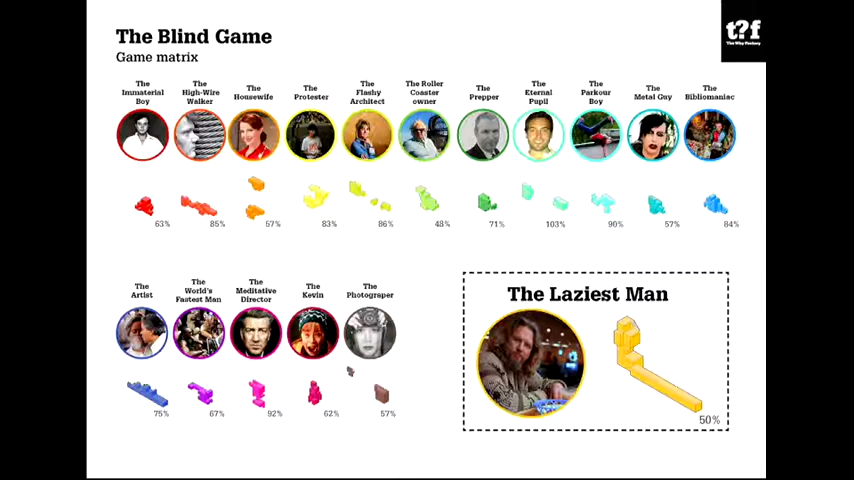 The Blind Game
Game matrix
t?f
The Why Factory
The Immaterial Boy
The High-Wire Walker
The Housewife
The Protester
The Flashy Architect
The Roller Coaster owner
The Prepper
The Eternal Pupil
The Parkour Boy
The Metal Guy
The Bibliomaniac
63%
85%
57%
83%
86%
48%
71%
103%
90%
57%
84%
The Artist
The World's Fastest Man
The Meditative Director
The Kevin
The Photograper
75%
67%
92%
62%
57%
The Laziest Man
50%